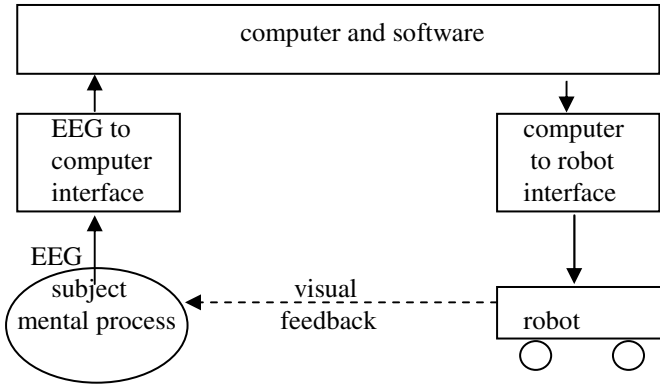 computer and software
EEG to
computer
interface
computer
to robot
interface
EEG
subject
mental process
visual
feedback
robot